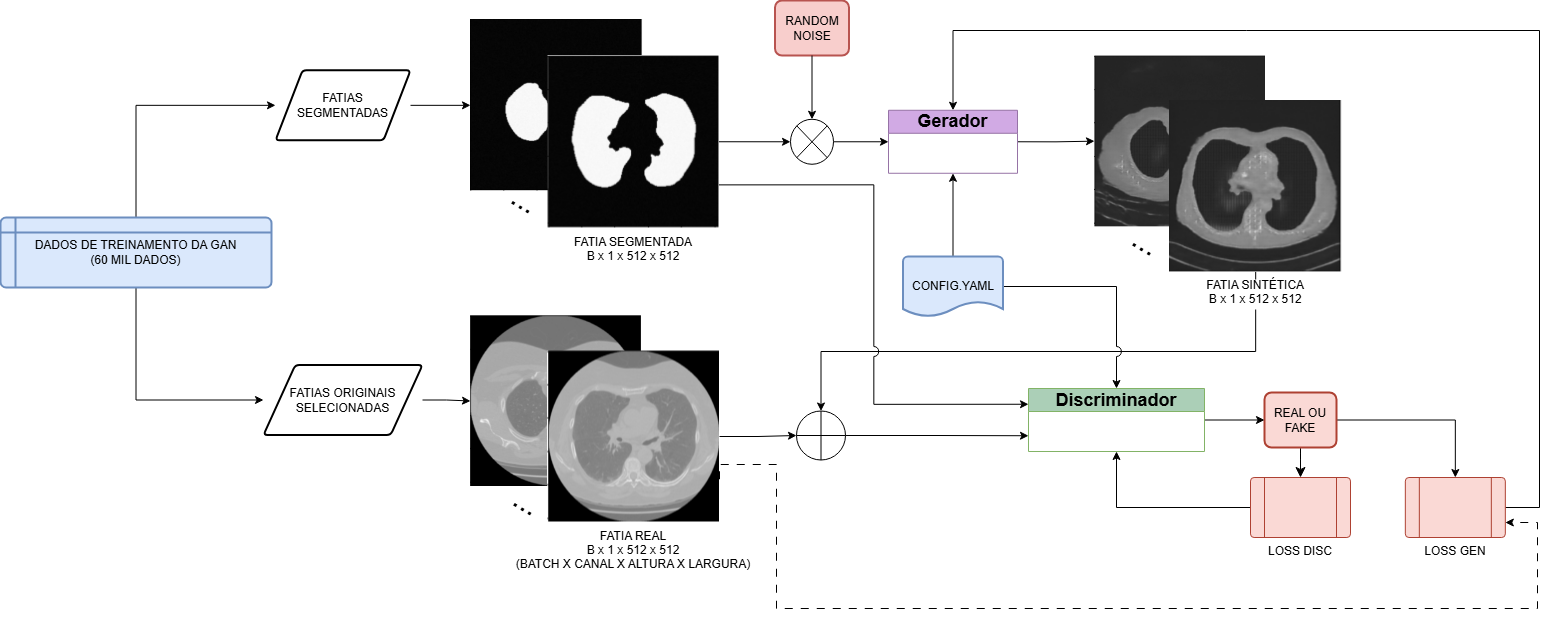 RANDOM
NOISE
FATIAS
SEGMENTADAS
Gerador
DADOS DE TREINAMENTO DA GAN
(60 MIL DADOS)
FATIA SEGMENTADA
B x 1 x 512 x 512
CONFIG.YAML
FATIA SINTÉTICA
B x 1 x 512 x 512
FATIAS ORIGINAIS
SELECIONADAS
Discriminador
REAL OU
FAKE
FATIA REAL
B x 1 x 512 x 512
(BATCH X CANAL X ALTURA X LARGURA)
LOSS DISC
LOSS GEN